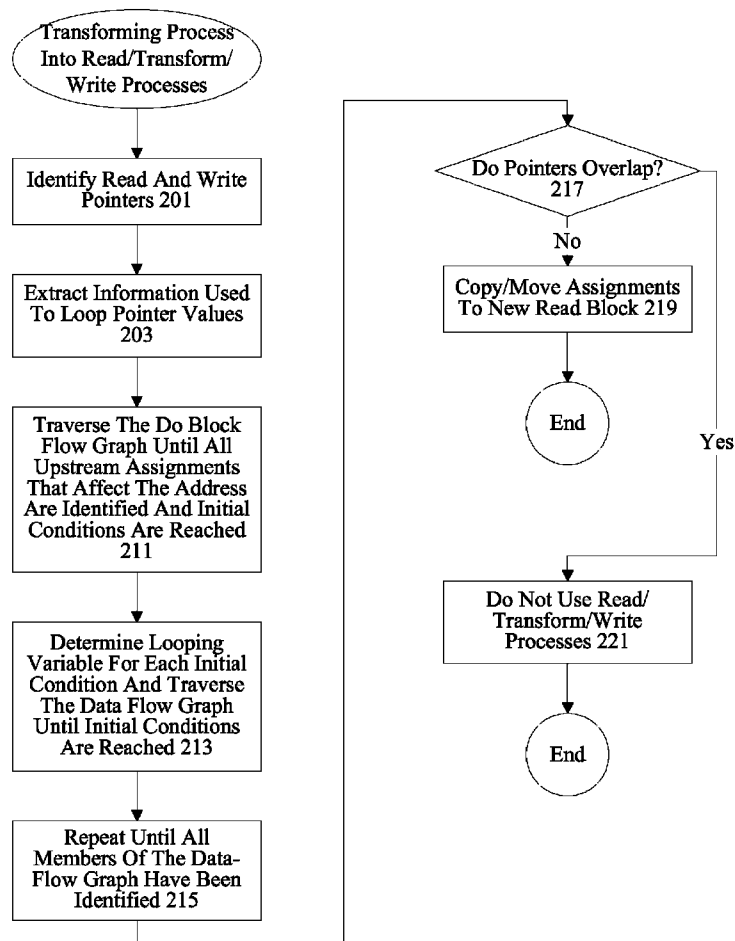 Transforming Process
Into Read/Transform/
Write Processes
Identify Read And Write
Pointers 201
Extract Information Used
To Loop Pointer Values
203
Traverse The Do Block
Flow Graph Until All
Upstream Assignments
That Affect The Address
Are Identified And Initial
Conditions Are Reached
211
Determine Looping
Variable For Each Initial
Condition And Traverse
The Data Flow Graph
Until Initial Conditions
Are Reached 213
Repeat Until All
Members Of The Data-
Flow Graph Have Been
Identified 215
Do Pointers Overlap?
217
No
Copy/Move Assignments
To New Read Block 219
End
Yes
Do Not Use Read/
Transform/Write
Processes 221
End